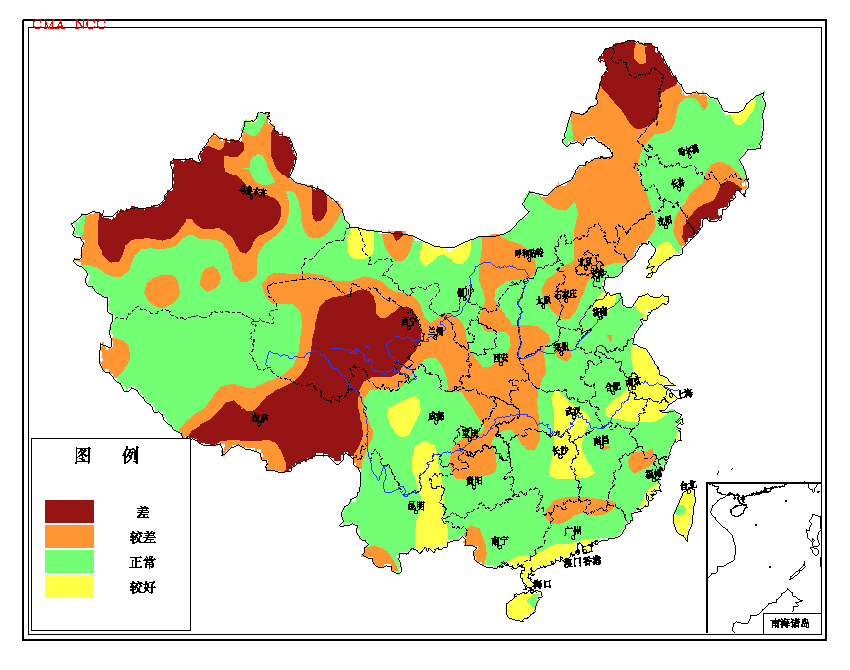 CMA NCC
哈尔滨
长春
沈阳
乌鲁木齐
呼和浩特
北京
天津
银川
太原
石家庄
济南
西宁
兰州
西安
郑州
合肥
南京
上海
拉萨
成都
重庆
武汉
长沙
南昌
贵阳
福州
台北
昆明
南宁
广州
澳门香港
海口
图 例
差
较差
正常
较好
南海诸岛